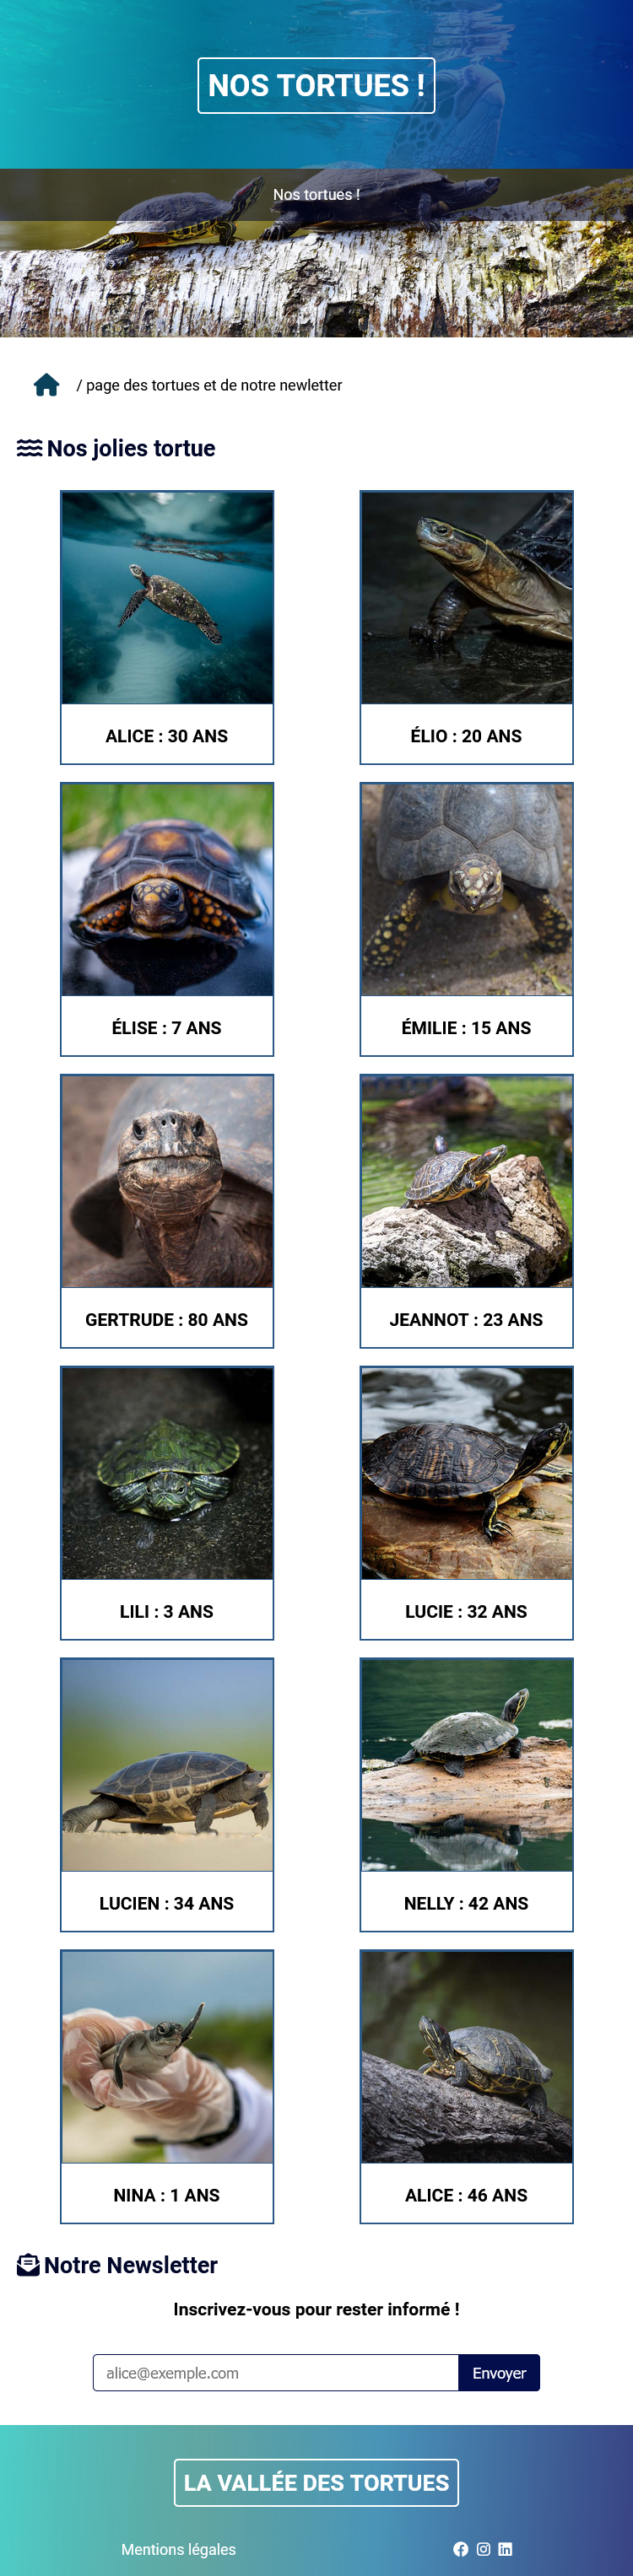 NOS TORTUES !
Nos tortues !
/ page des tortues et de notre newletter
Nos jolies tortue
ALICE : 30 ANS
ÉLIO : 20 ANS
ÉLISE : 7 ANS
ÉMILIE : 15 ANS
GERTRUDE : 80 ANS
JEANNOT : 23 ANS
LILI : 3 ANS
LUCIE : 32 ANS
LUCIEN : 34 ANS
NELLY : 42 ANS
NINA : 1 ANS
ALICE : 46 ANS
Notre Newsletter
Inscrivez-vous pour rester informé !
alice@exemple.com
Envoyer
LA VALLÉE DES TORTUES
Mentions légales